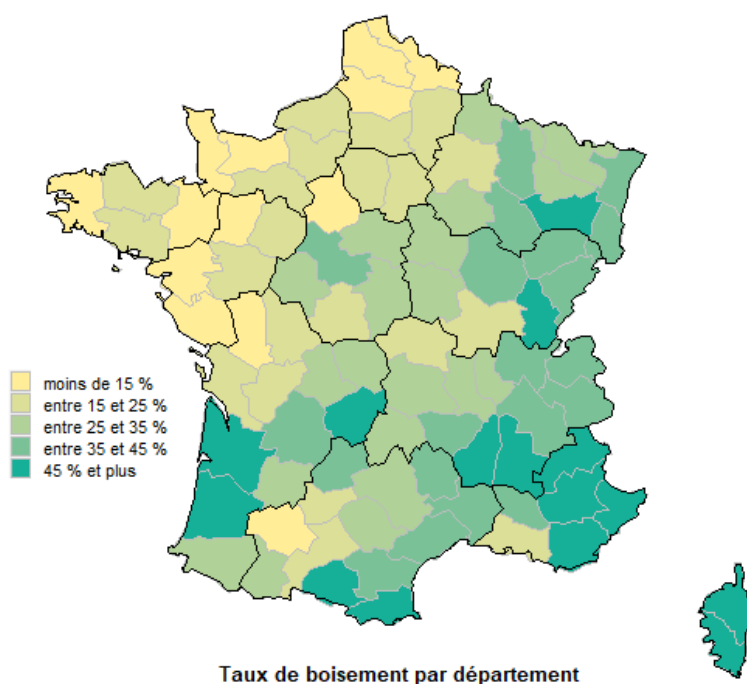 moins de 15 %
entre 15 et 25 %
entre 25 et 35 %
entre 35 et 45 %
45 % et plus
Taux de boisement par département